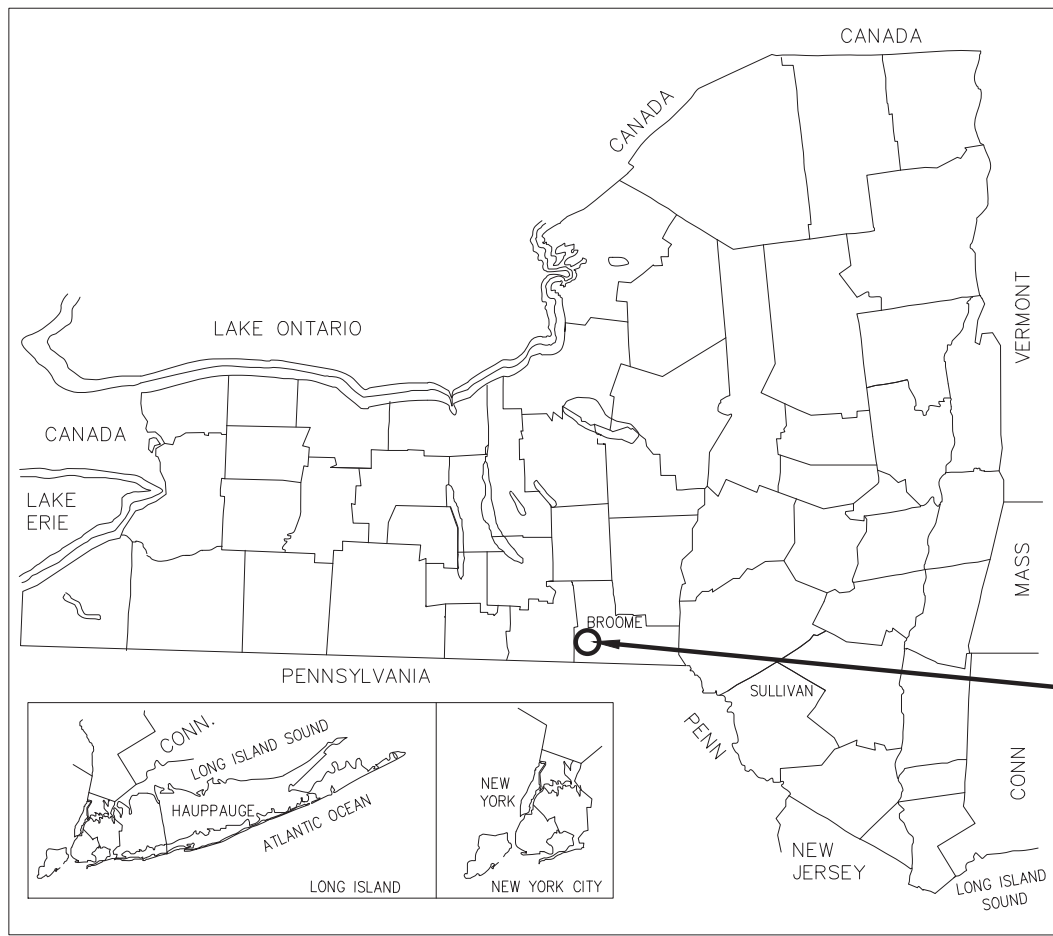 CANADA
CANADA
VERMONT
LAKE ONTARIO
CANADA
LAKE
ERIE
MASS
BROOME
PENNSYLVANIA
SULLIVAN
PENN
CONN
CONN.
LONG ISLAND SOUND
HAUPPAUGE
ATLANTIC OCEAN
LONG ISLAND
NEW
YORK
NEW YORK CITY
NEW
JERSEY
LONG ISLAND
SOUND